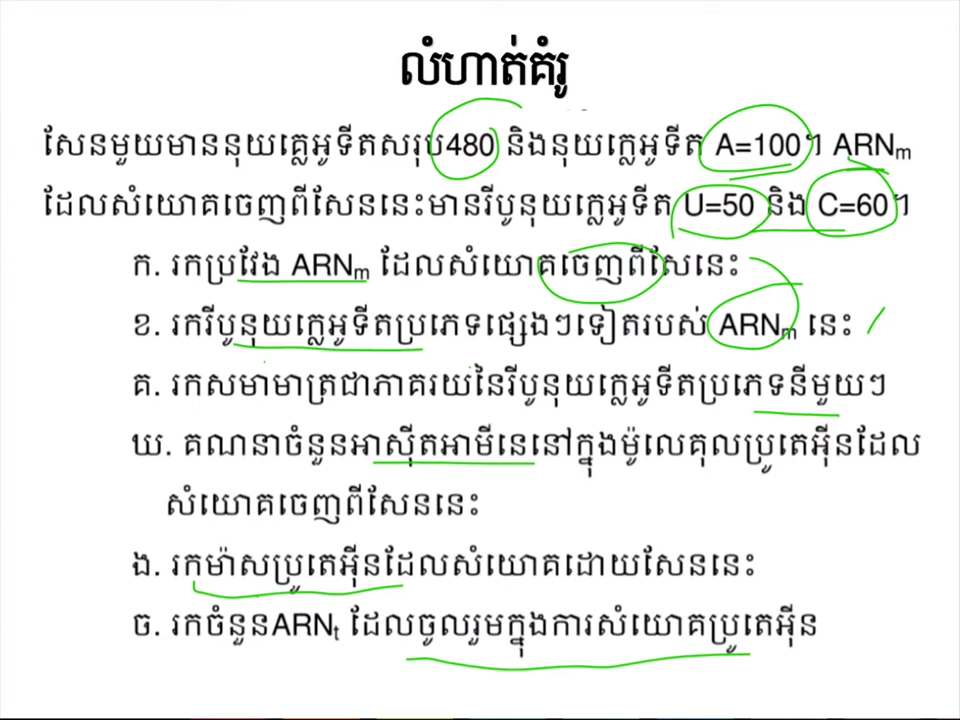 លំហាត់គំរូ
សែនមួយមាននុយគ្លេអូទីតសរុប480 និងនុយក្លេអូទីត A=100។ ARNm
ដែលសំយោគចេញពីសែននេះមានរីបូនុយក្លេអូទីត U=50 និង C=60។
ក. រកប្រវែង ARNm ដែលសំយោគចេញពីសែនេះ
ខ. រករីបូនុយក្លេអូទីតប្រភេទផ្សេងៗទៀតរបស់ ARNm នេះ
គ. រកសមាមាត្រជាភាគរយនៃរីបូនុយក្លេអូទីតប្រភេទនីមួយៗ
ឃ. គណនាចំនួនអាស៊ីតអាមីនេនៅក្នុងម៉ូលេគុលប្រូតេអ៊ីនដែល
សំយោគចេញពីសែននេះ
ង. រកម៉ាសប្រូតេអ៊ីនដែលសំយោគដោយសែននេះ
ច. រកចំនួនARNt ដែលចូលរួមក្នុងការសំយោគប្រូតេអ៊ីន